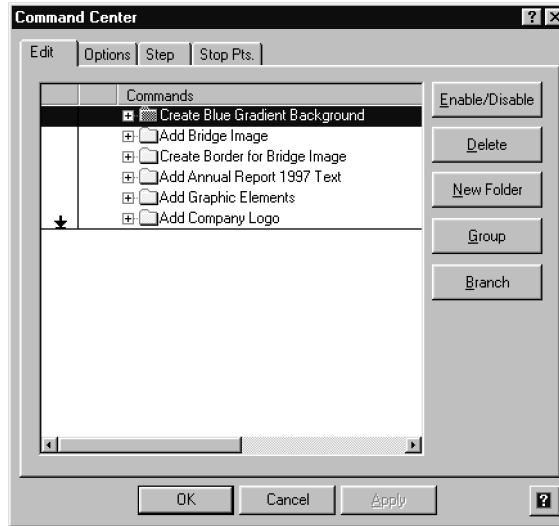 Command Center
Edit
Options
Step
Stop Pts.
Commands
Create Blue Gradient Background
Add Bridge Image
Create Border for Bridge Image
Add Annual Report 1997 Text
Add Graphic Elements
Add Company Logo
Enable/Disable
Delete
New Folder
Group
Branch
OK
Cancel
Apply